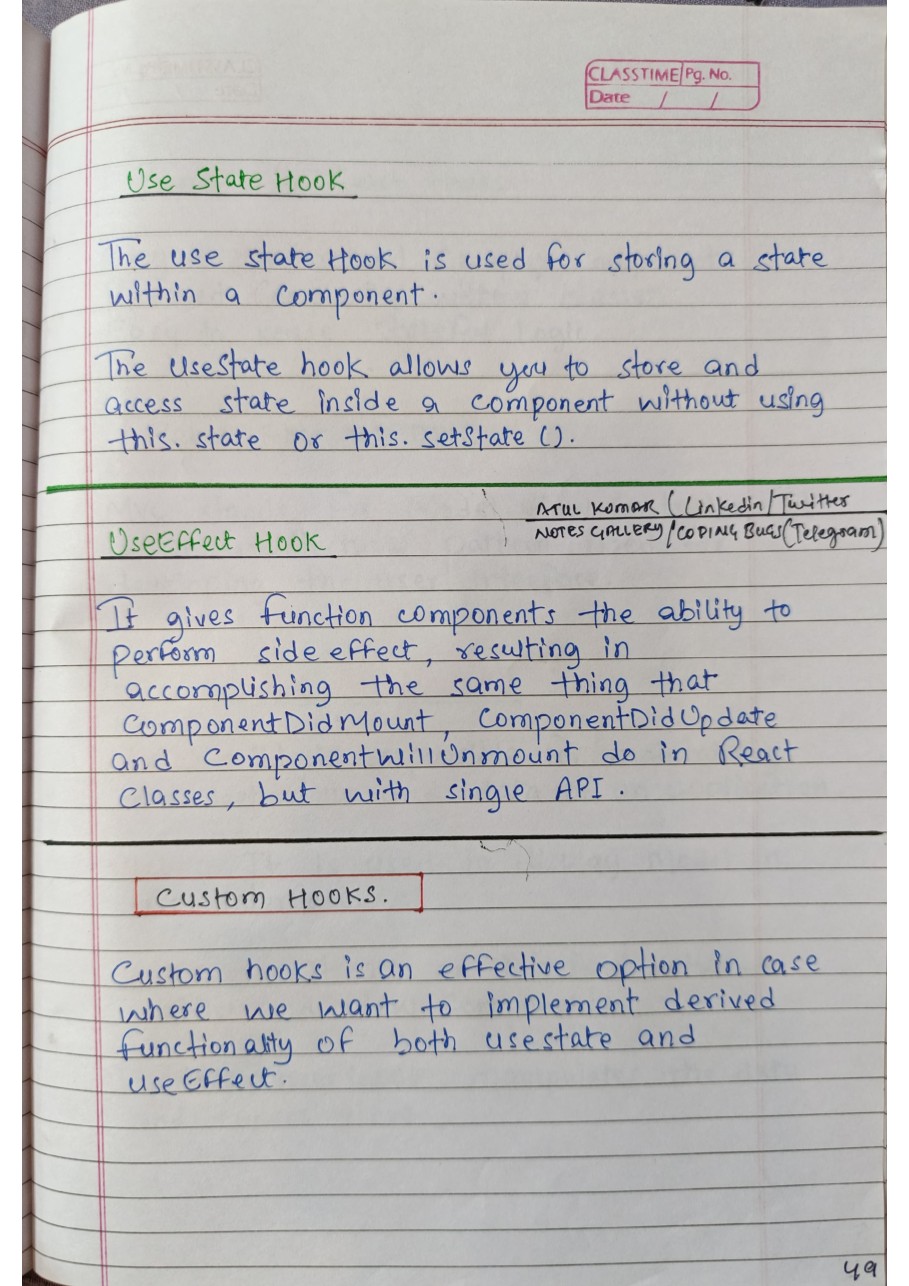 CLASSTIME Pg. No.
Date / /
Use State Hook
The use state Hook is used for storing a state
within a component.
The UseState hook allows you to store and
access state inside a component without using
this. state or this. setState ().
ATUL KUMAR (Linkedin/Twitter
NOTES GALLERY/CODING BUGS(Telegram)
UseEffect Hook
It gives function components the ability to
perform side effect, resulting in
accomplishing the same thing that
ComponentDidMount, ComponentDidUpdate
and ComponentWillUnmount do in React
Classes, but with single API.
Custom HOOKS.
Custom hooks is an effective option in case
where we want to implement derived
functionality of both usestate and
useEffect.
49